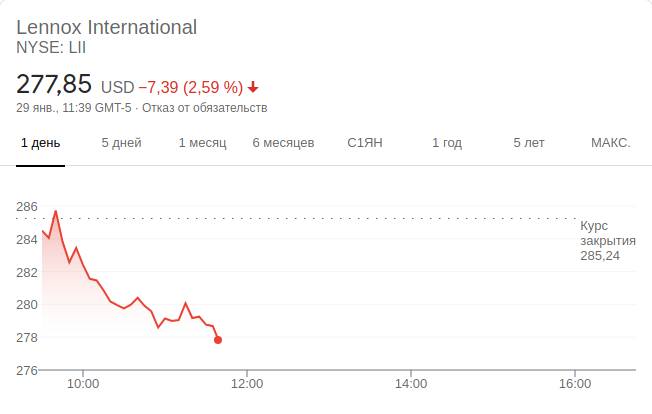 Lennox International
NYSE: LII
277,85 USD −7,39 (2,59 %)
29 янв., 11:39 GMT-5 · Отказ от обязательств
1 день 5 дней 1 месяц 6 месяцев С1ЯН 1 год 5 лет МАКС.
286
Курс
284
закрытия
285,24
282
280
278
276
10:00 12:00 14:00 16:00